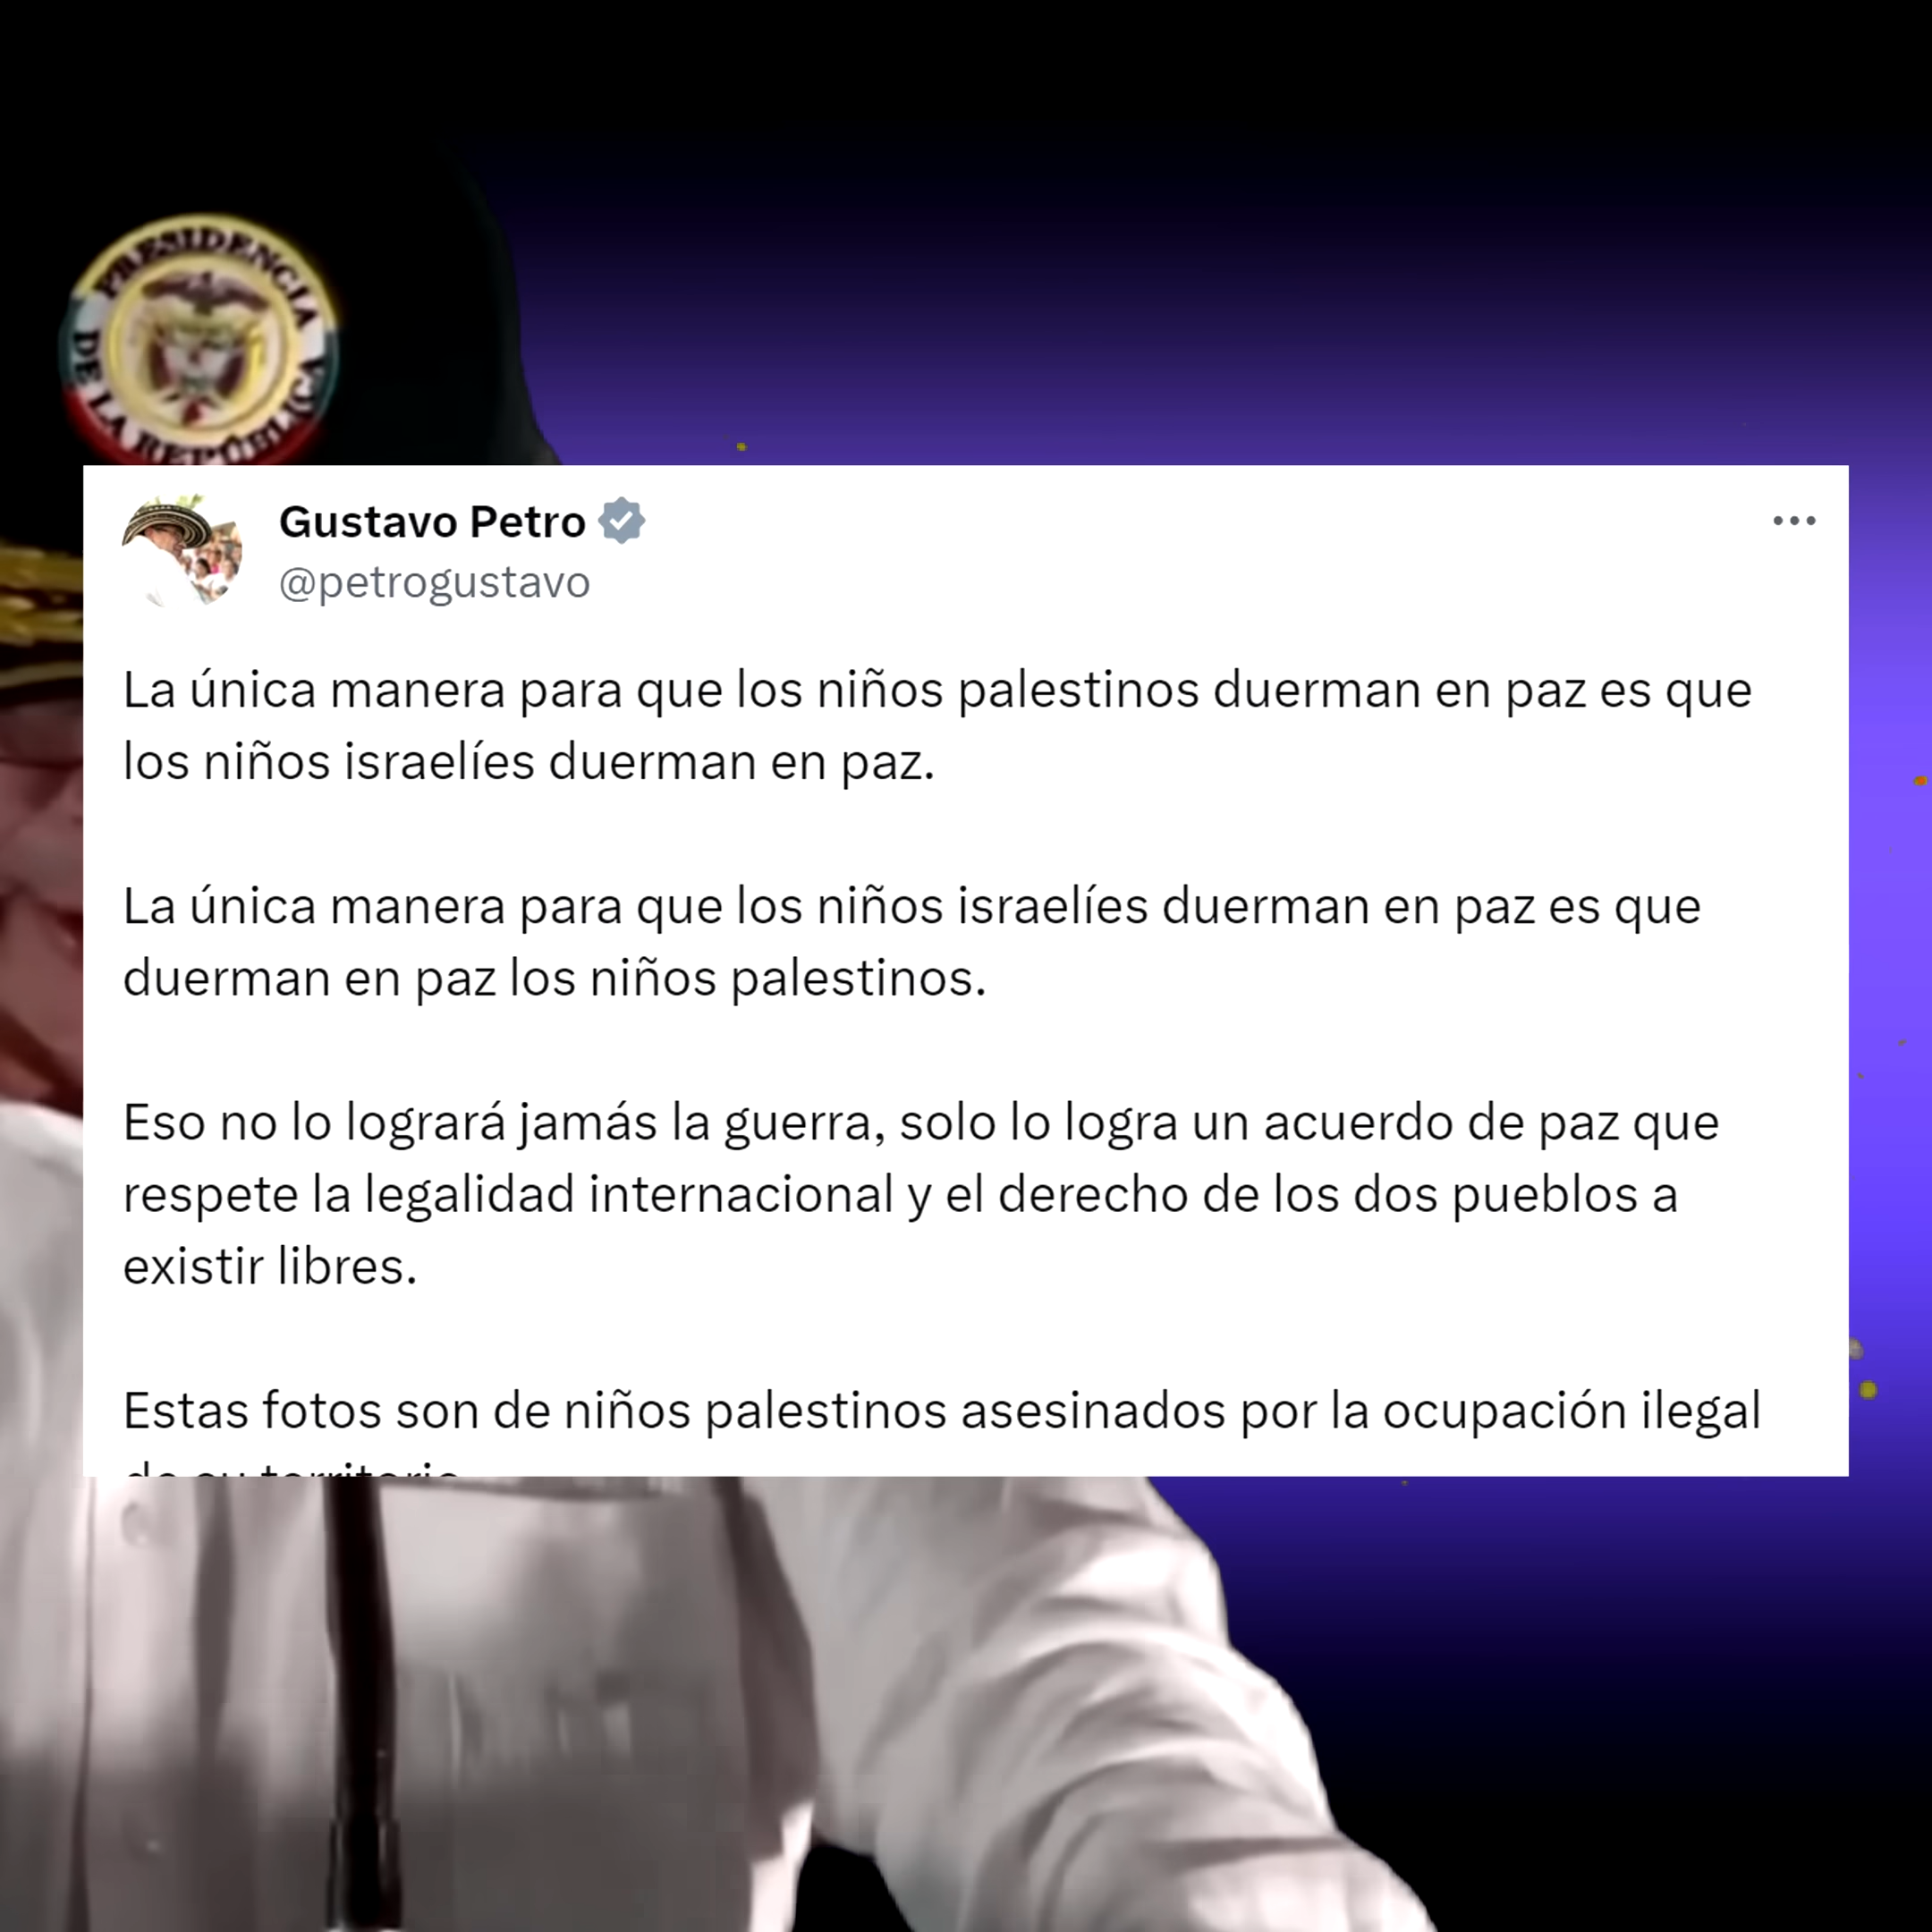 PRESIDENCIA
DE LA REPÚBLICA
Gustavo Petro
@petrogustavo
La única manera para que los niños palestinos duerman en paz es que
los niños israelíes duerman en paz.
La única manera para que los niños israelíes duerman en paz es que
duerman en paz los niños palestinos.
Eso no lo logrará jamás la guerra, solo lo logra un acuerdo de paz que
respete la legalidad internacional y el derecho de los dos pueblos a
existir libres.
Estas fotos son de niños palestinos asesinados por la ocupación ilegal
de su territorio